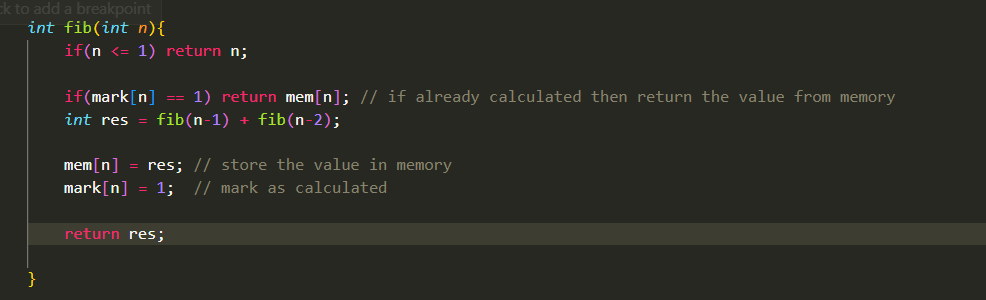 ck to add a breakpoint
int fib(int n){
if(n <= 1) return n;
if(mark[n] == 1) return mem[n]; // if already calculated then return the value from memory
int res = fib(n-1) + fib(n-2);
mem[n] = res; // store the value in memory
mark[n] = 1;  // mark as calculated
return res;
}